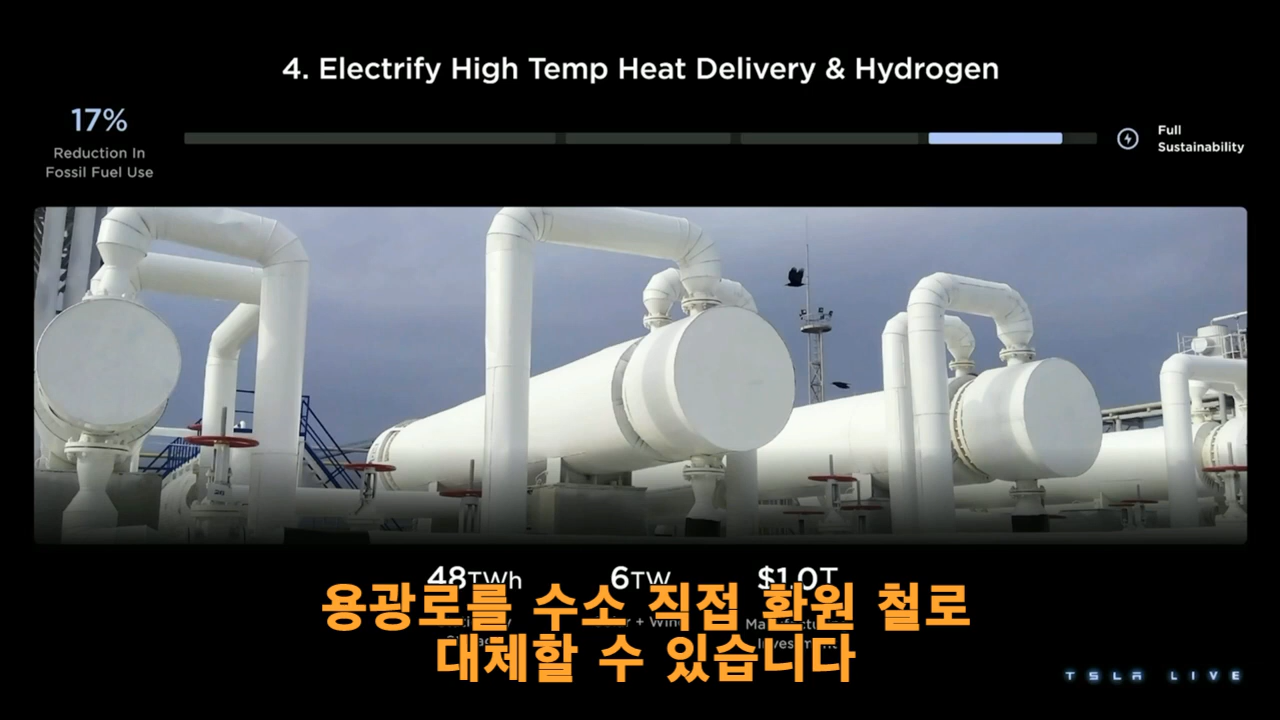 4. Electrify High Temp Heat Delivery & Hydrogen
17%
Reduction In
Fossil Fuel Use
Full
Sustainability
48TWh
6TW
$1.0T
+ Wind
용광로를 수소 직접 환원 철로
대체할 수 있습니다
TSLA LIVE